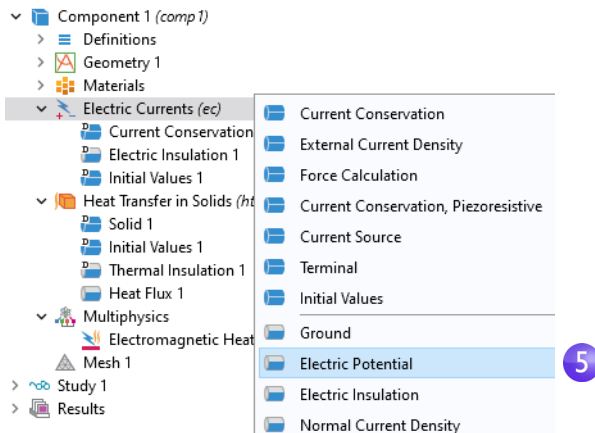 Component 1 (comp1)
Definitions
Geometry 1
Materials
Electric Currents (ec)
Current Conservation
Electric Insulation 1
Initial Values 1
Heat Transfer in Solids (ht
Solid 1
Initial Values 1
Thermal Insulation 1
Heat Flux 1
Multiphysics
Electromagnetic Heat
Mesh 1
Study 1
Results
Current Conservation
External Current Density
Force Calculation
Current Conservation, Piezoresistive
Current Source
Terminal
Initial Values
Ground
Electric Potential
5
Electric Insulation
Normal Current Density